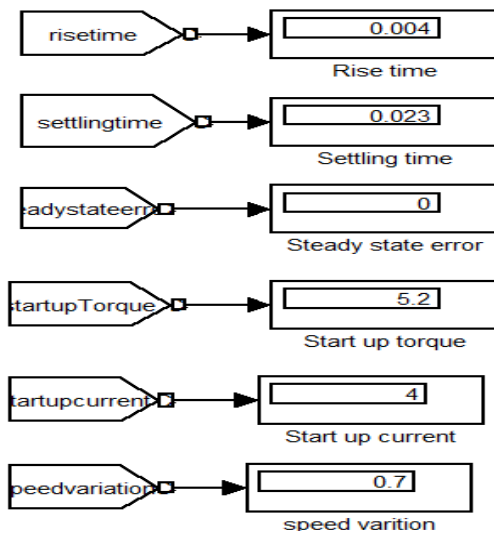 risetime
0.004
Rise time
settlingtime
0.023
Settling time
eadystateerr
0
Steady state error
startupTorque
5.2
Start up torque
tartupcurrent
4
Start up current
peedvariation
0.7
speed varition